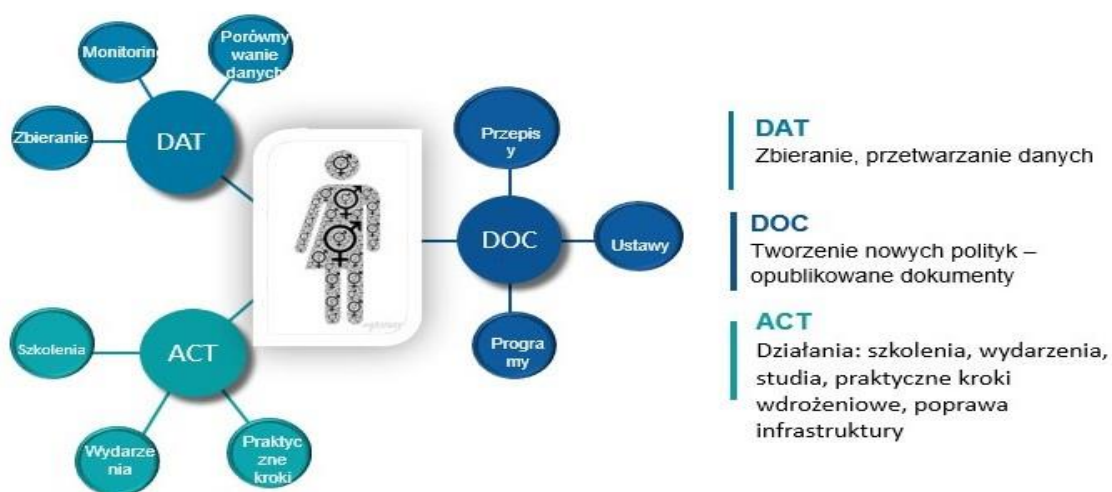 Monitorin
Porówny
wanie
danych
Zbieranie
DAT
Przepis
y
DOC
Ustawy
Progra
my
Szkolenia
ACT
Wydarze
nia
Praktyc
zne
kroki
DAT
Zbieranie, przetwarzanie danych
DOC
Tworzenie nowych polityk –
opublikowane dokumenty
ACT
Działania: szkolenia, wydarzenia,
studia, praktyczne kroki
wdrożeniowe, poprawa
infrastruktury